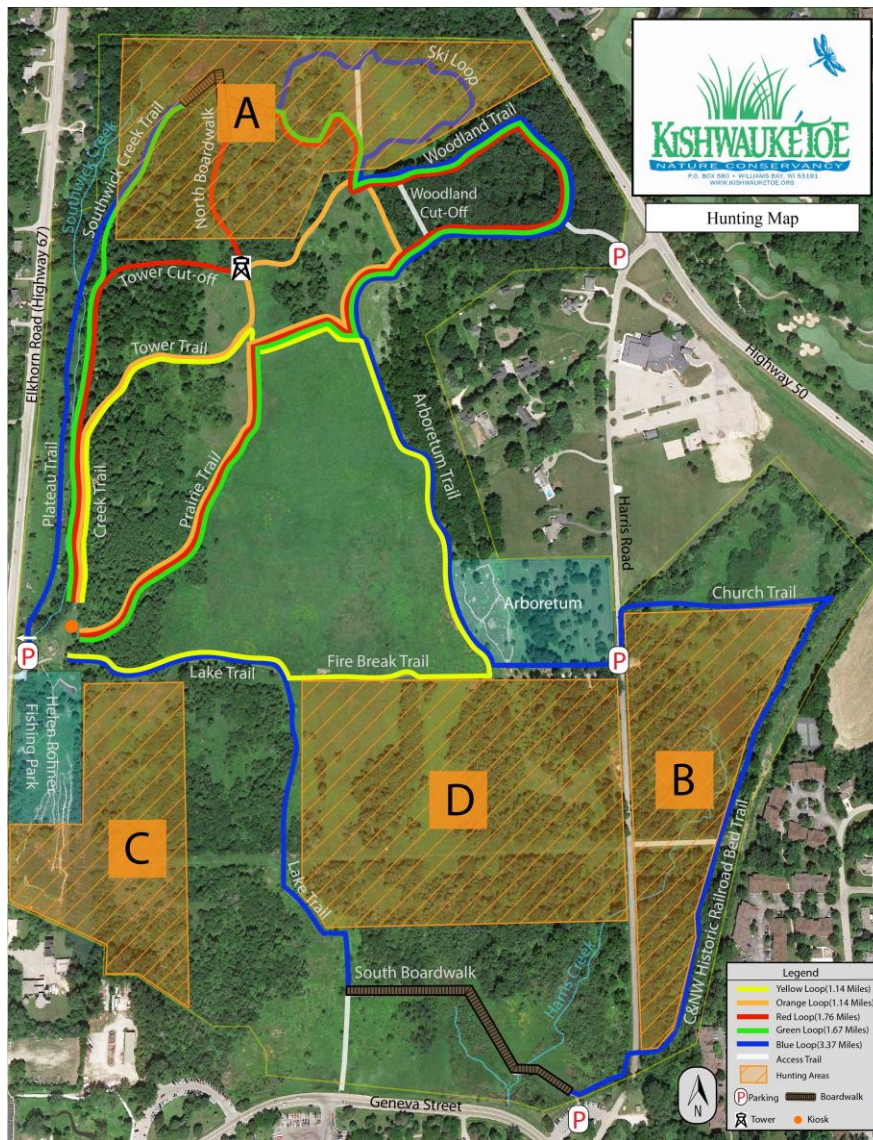 KISHWAUKETOE
NATURE CONSERVANCY
P.O. BOX 580 • WILLIAMS BAY, WI 53191
WWW.KISHWAUKETOE.ORG
Hunting Map
Ski Loop
A
Southwick Creek
Southwick Creek Trail
North Boardwalk
Woodland Trail
Woodland
Cut-Off
P
Elkhorn Road (Highway 67)
Tower Cut-off
Tower Trail
Highway 50
Plateau Trail
Creek Trail
Prairie Trail
Arboretum Trail
Harris Road
Arboretum
Church Trail
P
P
Lake Trail
Fire Break Trail
Helen Rohner
Fishing Park
C
D
B
Lake Trail
C&NW Historic Railroad Bed Trail
South Boardwalk
Harris Creek
Geneva Street
P
N
Legend
Yellow Loop(1.14 Miles)
Orange Loop(1.14 Miles)
Red Loop(1.76 Miles)
Green Loop(1.67 Miles)
Blue Loop(3.37 Miles)
Access Trail
Hunting Areas
P Parking
Boardwalk
Tower
Kiosk